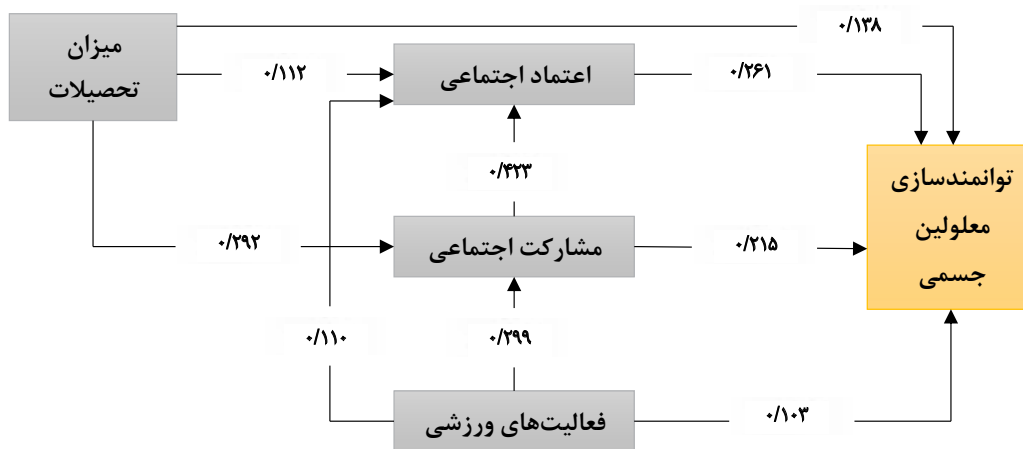 ۰/۱۳۸
میزان
تحصیلات
۰/۱۱۲
اعتماد اجتماعی
۰/۲۶۱
۰/۴۲۳
توانمندسازی
معلولین
جسمی
۰/۲۹۲
مشارکت اجتماعی
۰/۲۱۵
۰/۱۱۰
۰/۲۹۹
فعالیت‌های ورزشی
۰/۱۰۳